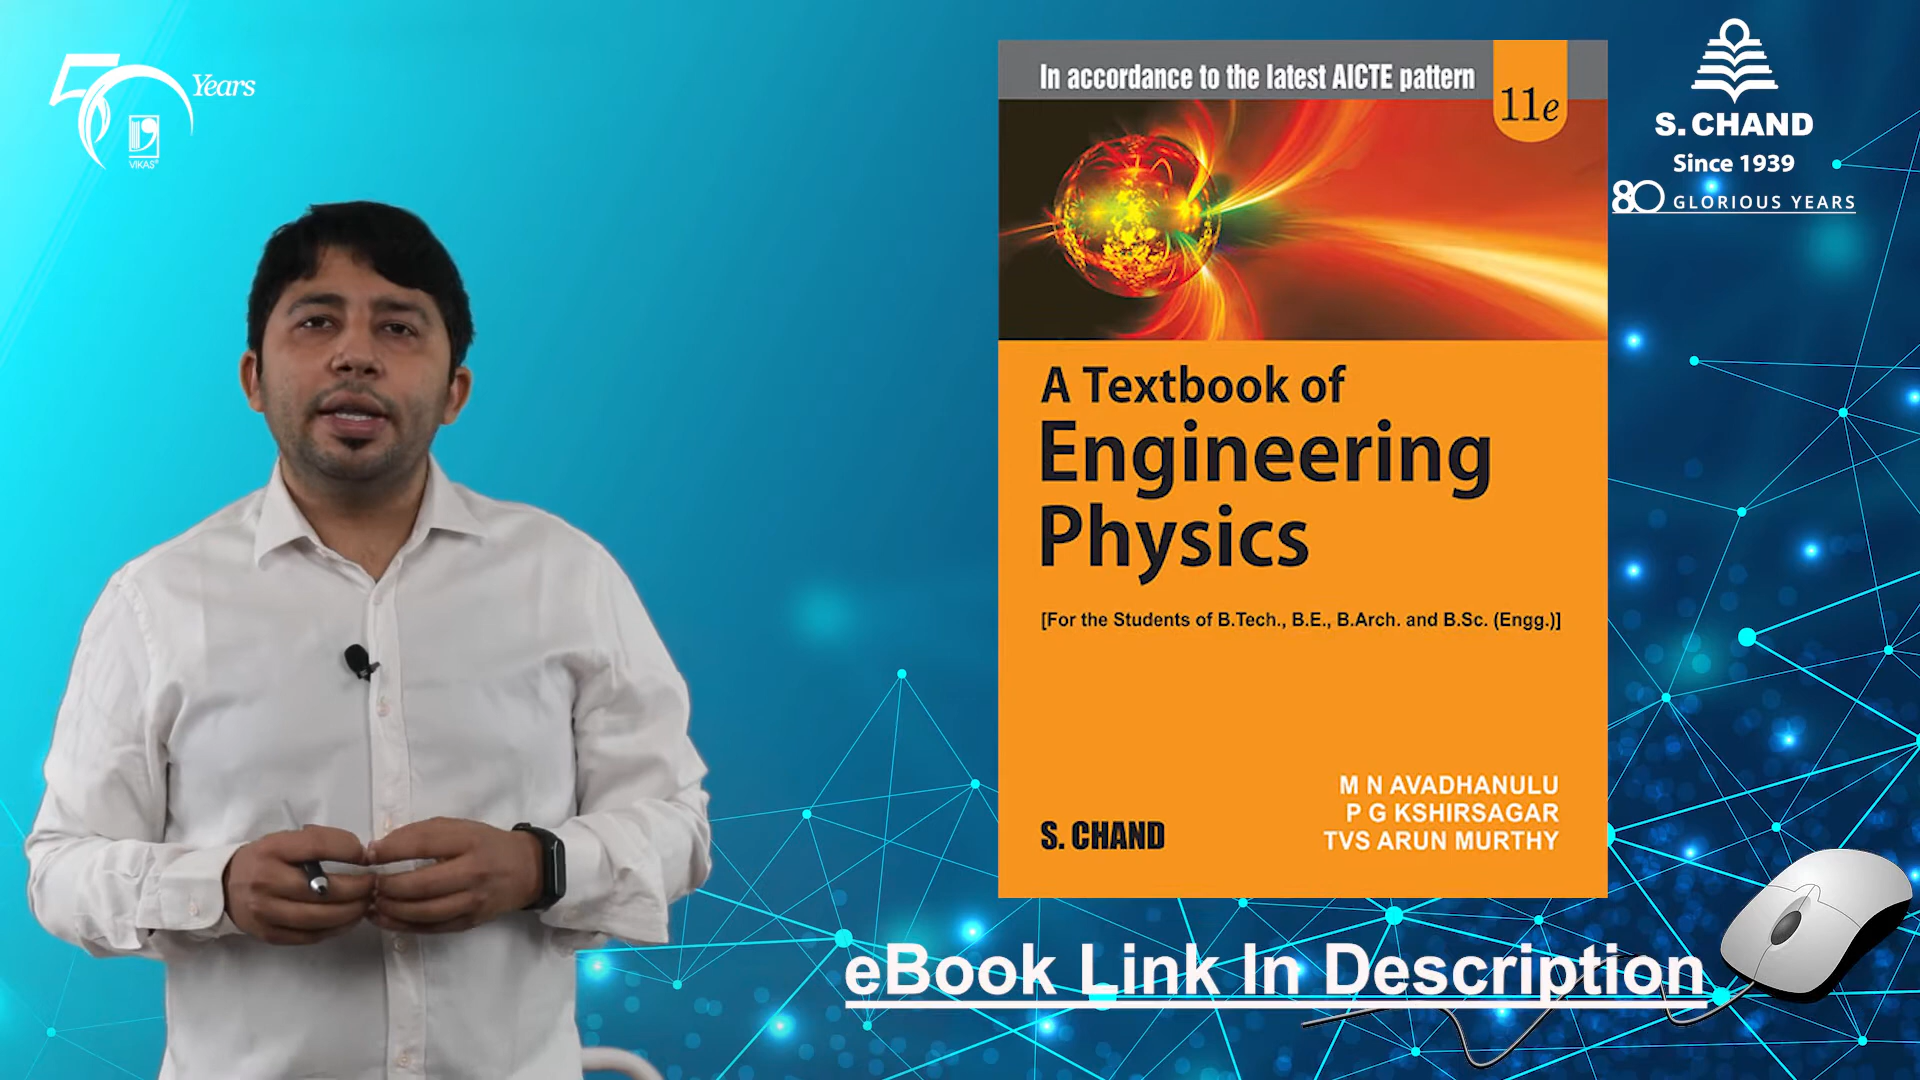 50 Years
VIKAS®
In accordance to the latest AICTE pattern
11e
A Textbook of
Engineering
Physics
[For the Students of B.Tech., B.E., B.Arch. and B.Sc. (Engg.)]
M N AVADHANULU
P G KSHIRSAGAR
TVS ARUN MURTHY
S. CHAND
S. CHAND
Since 1939
80 GLORIOUS YEARS
eBook Link In Description